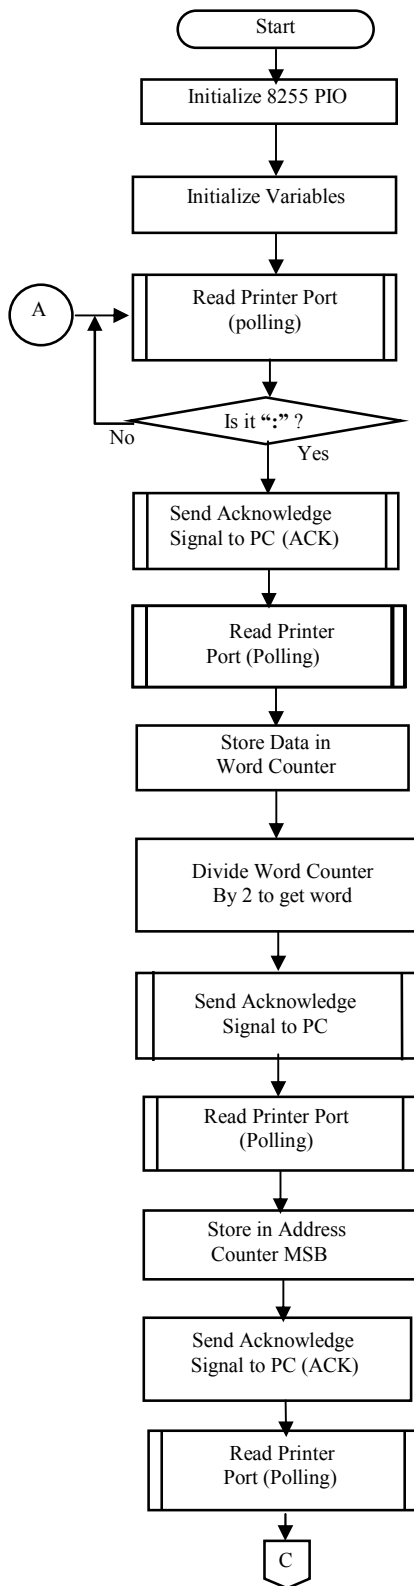 Start
Initialize 8255 PIO
Initialize Variables
A
Read Printer Port
(polling)
Is it “:” ?
No
Yes
Send Acknowledge
Signal to PC (ACK)
Read Printer
Port (Polling)
Store Data in
Word Counter
Divide Word Counter
By 2 to get word
Send Acknowledge
Signal to PC
Read Printer Port
(Polling)
Store in Address
Counter MSB
Send Acknowledge
Signal to PC (ACK)
Read Printer
Port (Polling)
C